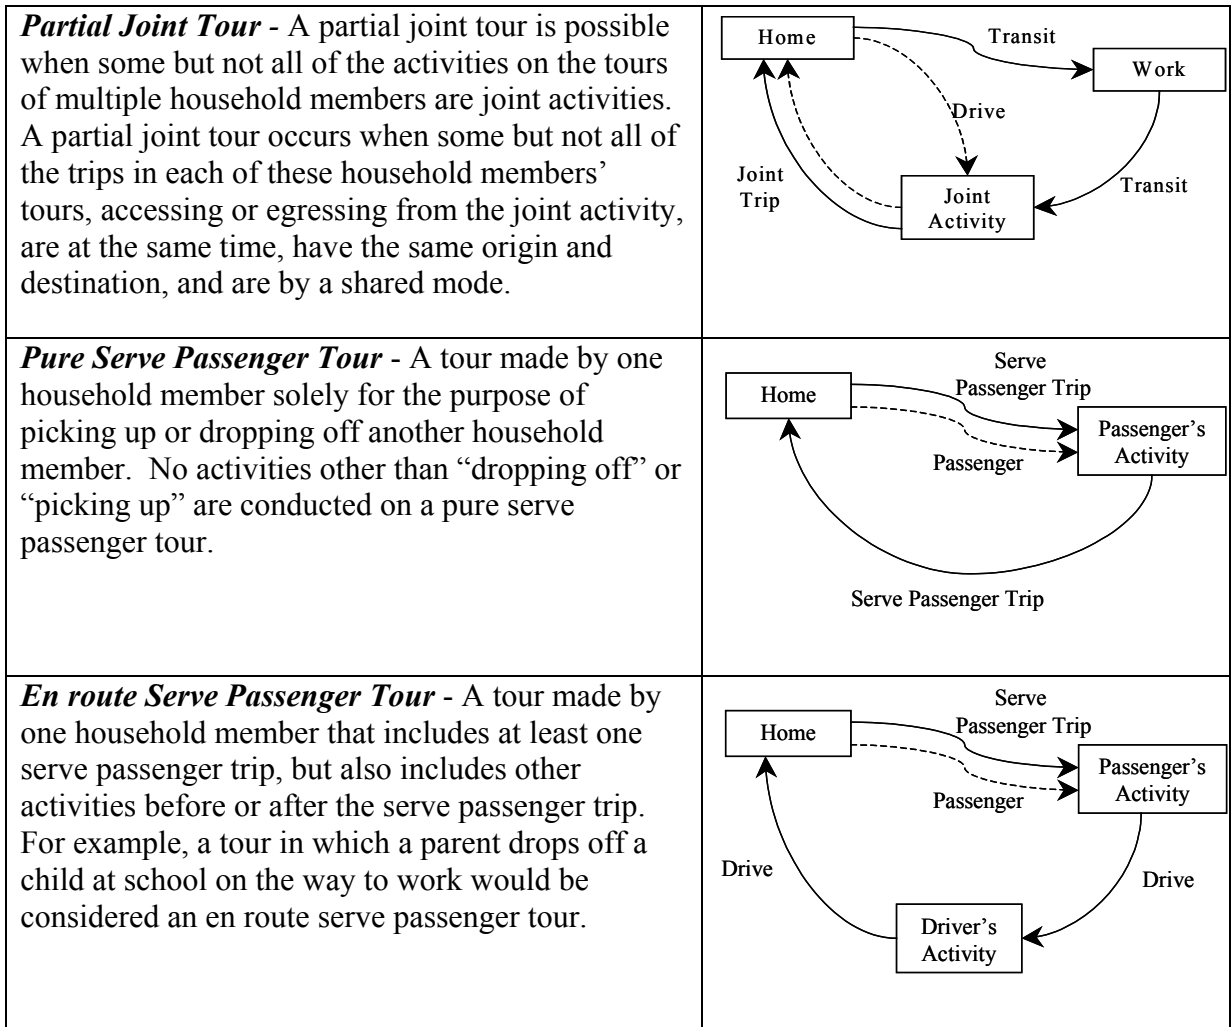 Partial Joint Tour - A partial joint tour is possible
when some but not all of the activities on the tours
of multiple household members are joint activities.
A partial joint tour occurs when some but not all of
the trips in each of these household members’
tours, accessing or egressing from the joint activity,
are at the same time, have the same origin and
destination, and are by a shared mode.
Home
Transit
Work
Drive
Joint
Trip
Joint
Activity
Transit
Pure Serve Passenger Tour - A tour made by one
household member solely for the purpose of
picking up or dropping off another household
member.  No activities other than “dropping off” or
“picking up” are conducted on a pure serve
passenger tour.
Serve
Passenger Trip
Home
Passenger’s
Activity
Passenger
Serve Passenger Trip
En route Serve Passenger Tour - A tour made by
one household member that includes at least one
serve passenger trip, but also includes other
activities before or after the serve passenger trip.
For example, a tour in which a parent drops off a
child at school on the way to work would be
considered an en route serve passenger tour.
Serve
Passenger Trip
Home
Passenger’s
Activity
Passenger
Drive
Drive
Driver’s
Activity